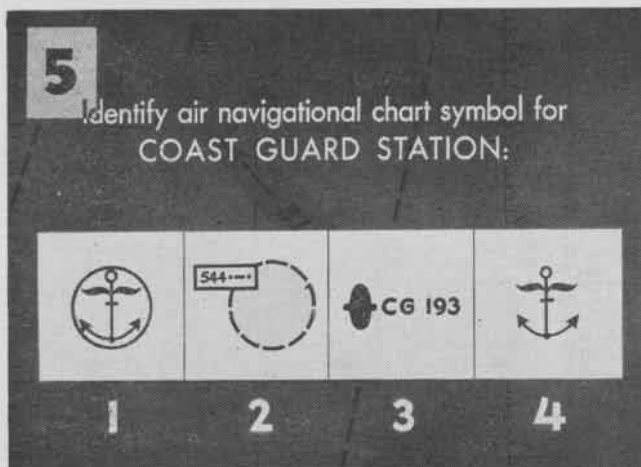 5
Identify air navigational chart symbol for
COAST GUARD STATION:
544
CG 193
1 2 3 4